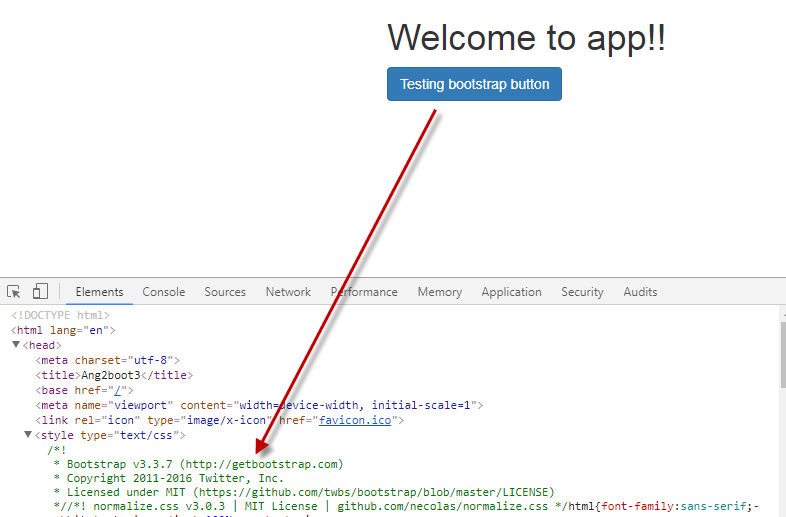 Welcome to app!!
Testing bootstrap button
Elements Console Sources Network Performance Memory Application Security Audits
<!DOCTYPE html>
<html lang="en">
▼<head>
<meta charset="utf-8">
<title>Ang2boot3</title>
<base href="/">
<meta name="viewport" content="width=device-width, initial-scale=1">
<link rel="icon" type="image/x-icon" href="favicon.ico">
▼<style type="text/css">
/*!
* Bootstrap v3.3.7 (http://getbootstrap.com)
* Copyright 2011-2016 Twitter, Inc.
* Licensed under MIT (https://github.com/twbs/bootstrap/blob/master/LICENSE)
*//*! normalize.css v3.0.3 | MIT License | github.com/necolas/normalize.css */html{font-family:sans-serif;-